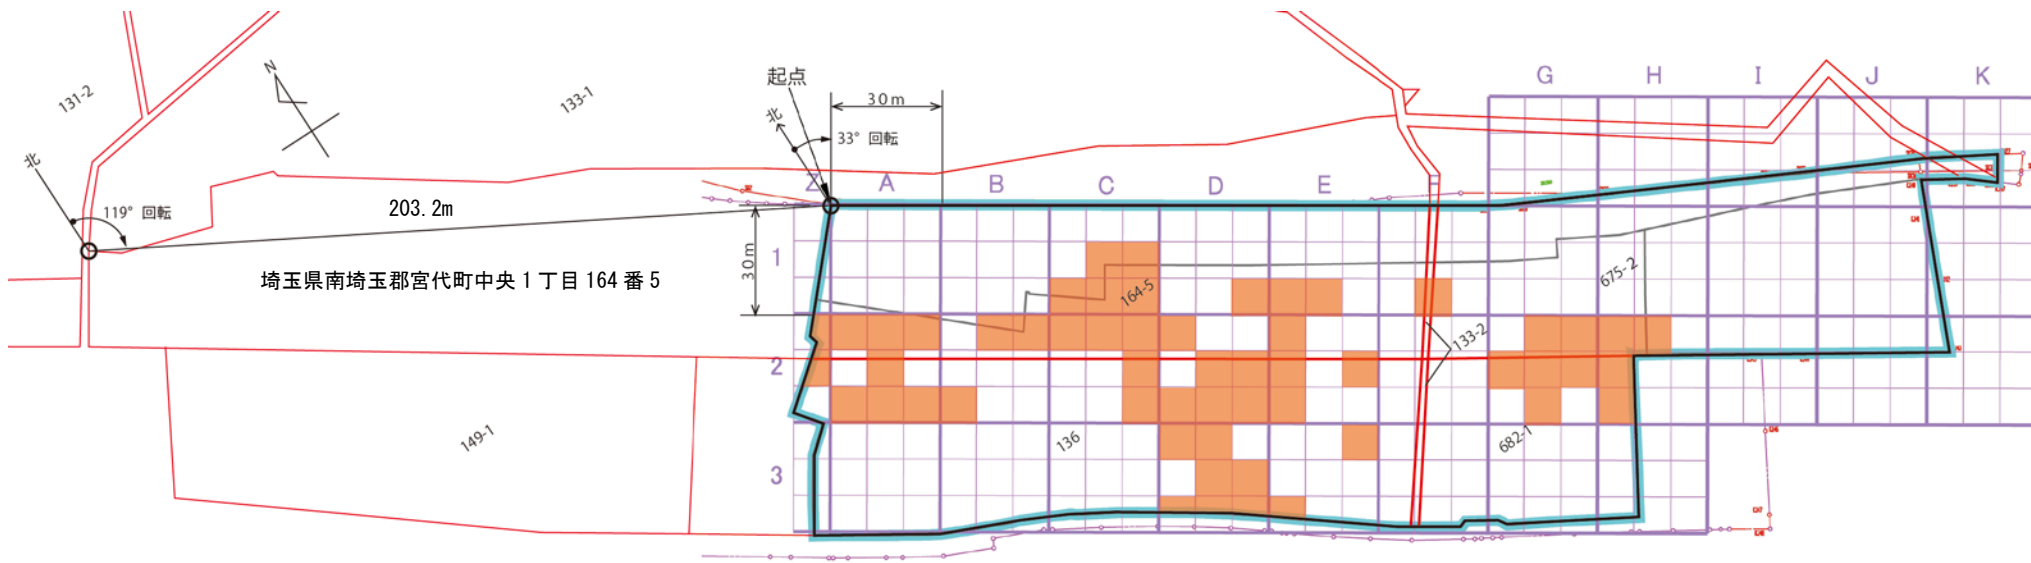 131-2
N
133-1
起点
30m
北
33° 回転
G
H
I
J
K
北
119° 回転
203.2m
Z
A
B
C
D
E
埼玉県南埼玉郡宮代町中央1丁目164番5
30m
1
164-5
675-2
133-2
2
149-1
136
682-1
3